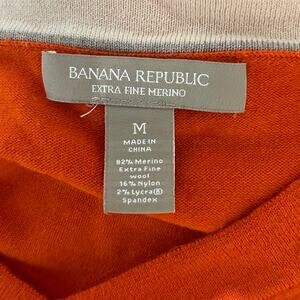 BANANA REPUBLIC
EXTRA FINE MERINO
M
MADE IN
CHINA
82% Merino
Extra Fine
wool
16% Nylon
2% Lycra®
Spandex